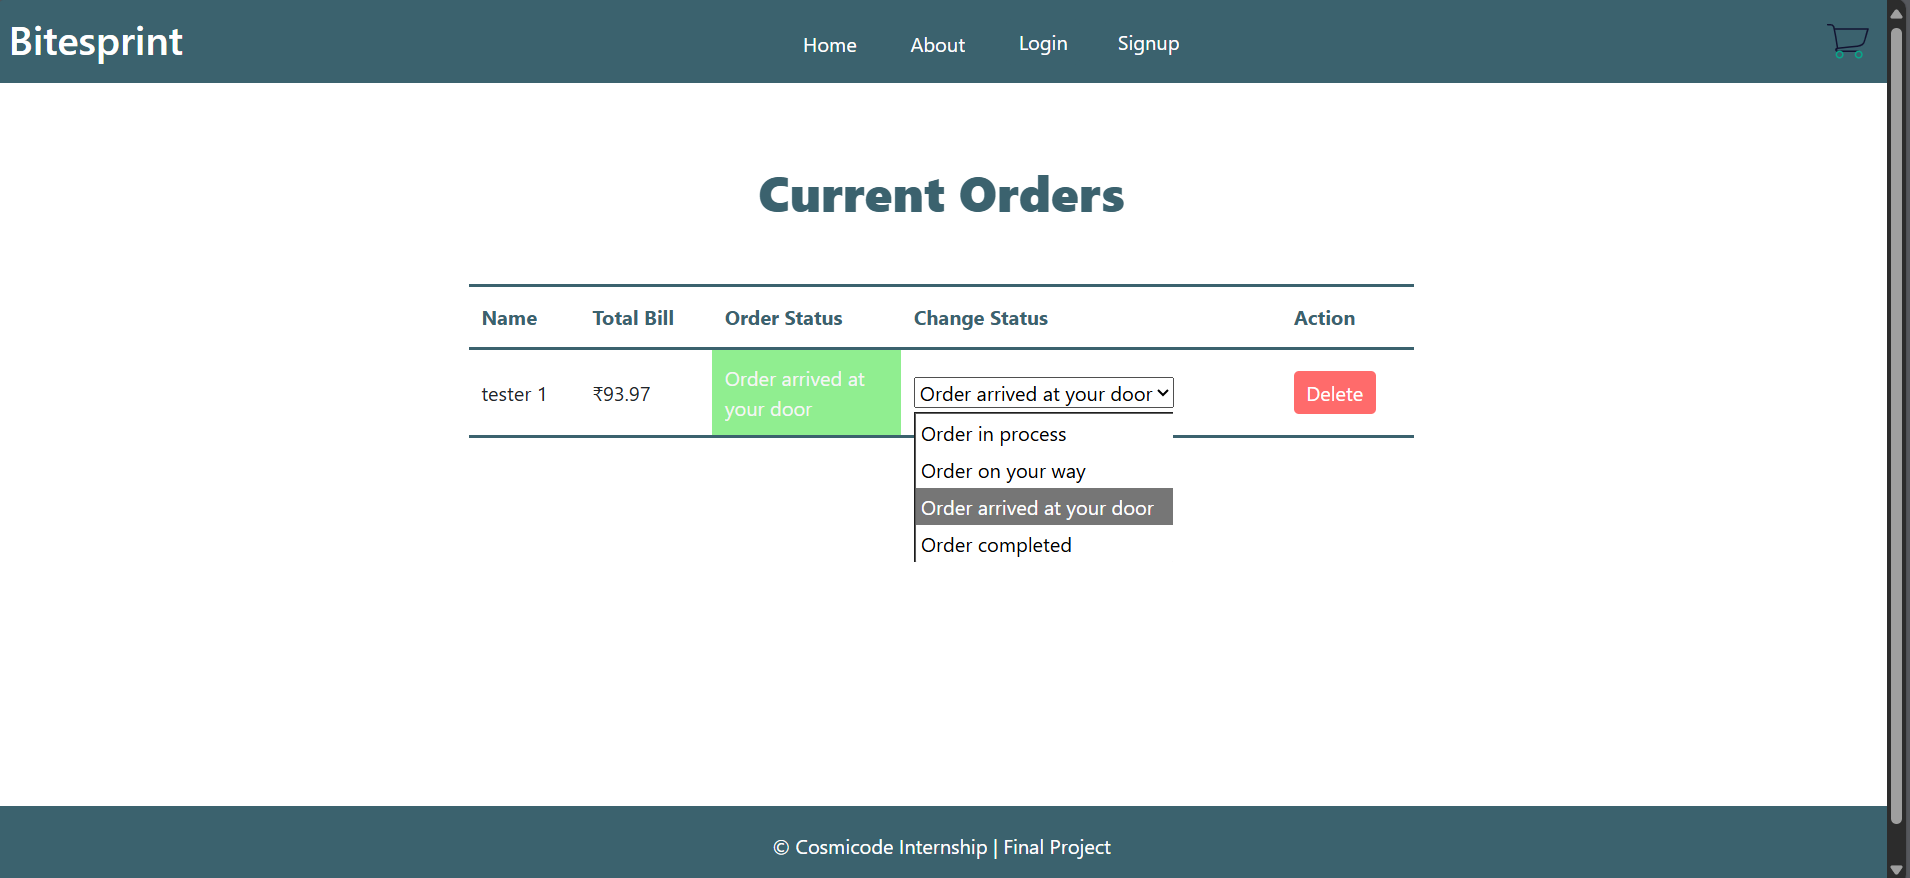 Bitesprint
Home About Login Signup
Current Orders
Name Total Bill Order Status Change Status Action
tester 1 ₹93.97
Order arrived at
your door
Order arrived at your door
Delete
Order in process
Order on your way
Order arrived at your door
Order completed
© Cosmicode Internship | Final Project